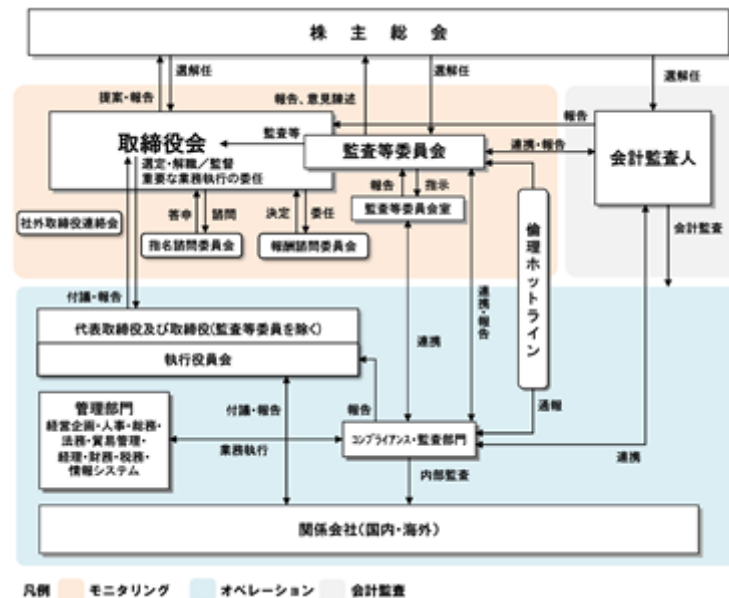 株主総会
選解任
選解任
選解任
提案・報告
報告、意見陳述
報告
取締役会
監査等
監査等委員会
連携・報告
会計監査人
選定・解職／監督
重要な業務執行の委任
報告
指示
社外取締役連絡会
答申
諮問
決定
委任
監査等委員会室
指名諮問委員会
報酬諮問委員会
倫理ホットライン
会計監査
付議・報告
連携・報告
代表取締役及び取締役(監査等委員を除く)
連携
執行役員会
管理部門
経営企画・人事・総務・
法務・貿易管理・
経理・財務・税務・
情報システム
付議・報告
報告
通報
コンプライアンス・監査部門
業務執行
連携
内部監査
関係会社(国内・海外)
凡例
モニタリング
オペレーション
会計監査